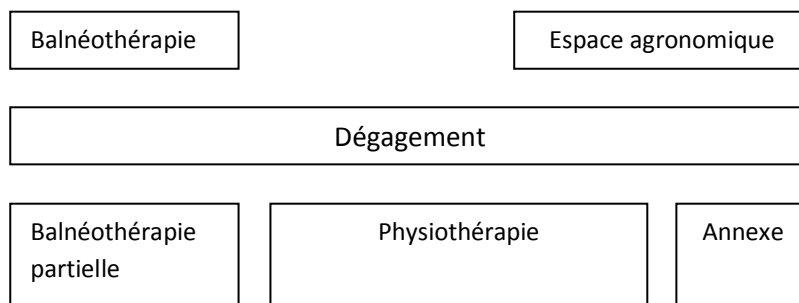 Balnéothérapie
Espace agronomique
Dégagement
Balnéothérapie
partielle
Physiothérapie
Annexe